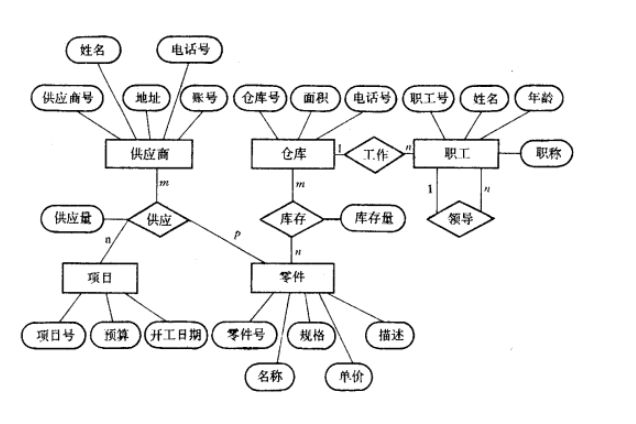 姓名 电话号
供应商号 地址 账号 仓库号 面积 电话号 职工号 姓名 年龄
供应商 仓库 1 工作 n 职工 职称
m m 1 n
供应量 供应 库存 库存量 领导
n p n
项目 零件
项目号 预算 开工日期 零件号 规格 描述
名称 单价